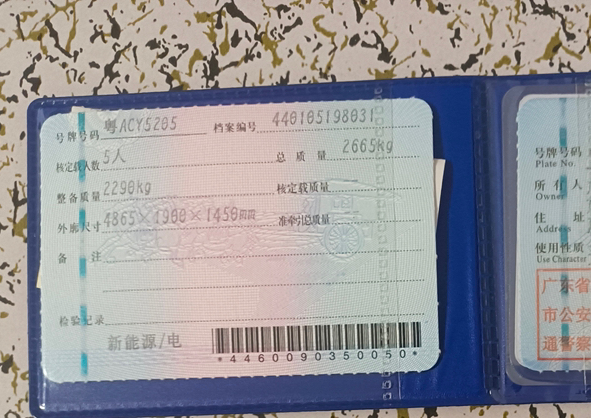 号牌号码 粤ACY5205 档案编号 440105198031
核定载人数 5人 总质量 2665kg
整备质量 2290kg 核定载质量
外廓尺寸 4865×1900×1450 准牵引总质量
备注
检验记录
新能源/电
*4460090350050*
号牌号码
Plate No.
所有人
Owner
住址
Address
使用性质
Use Character
广东省
市公安
通警察